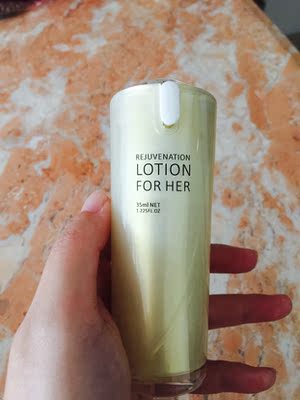 REJUVENATION
LOTION
FOR HER
35ml NET
1.225FL.OZ